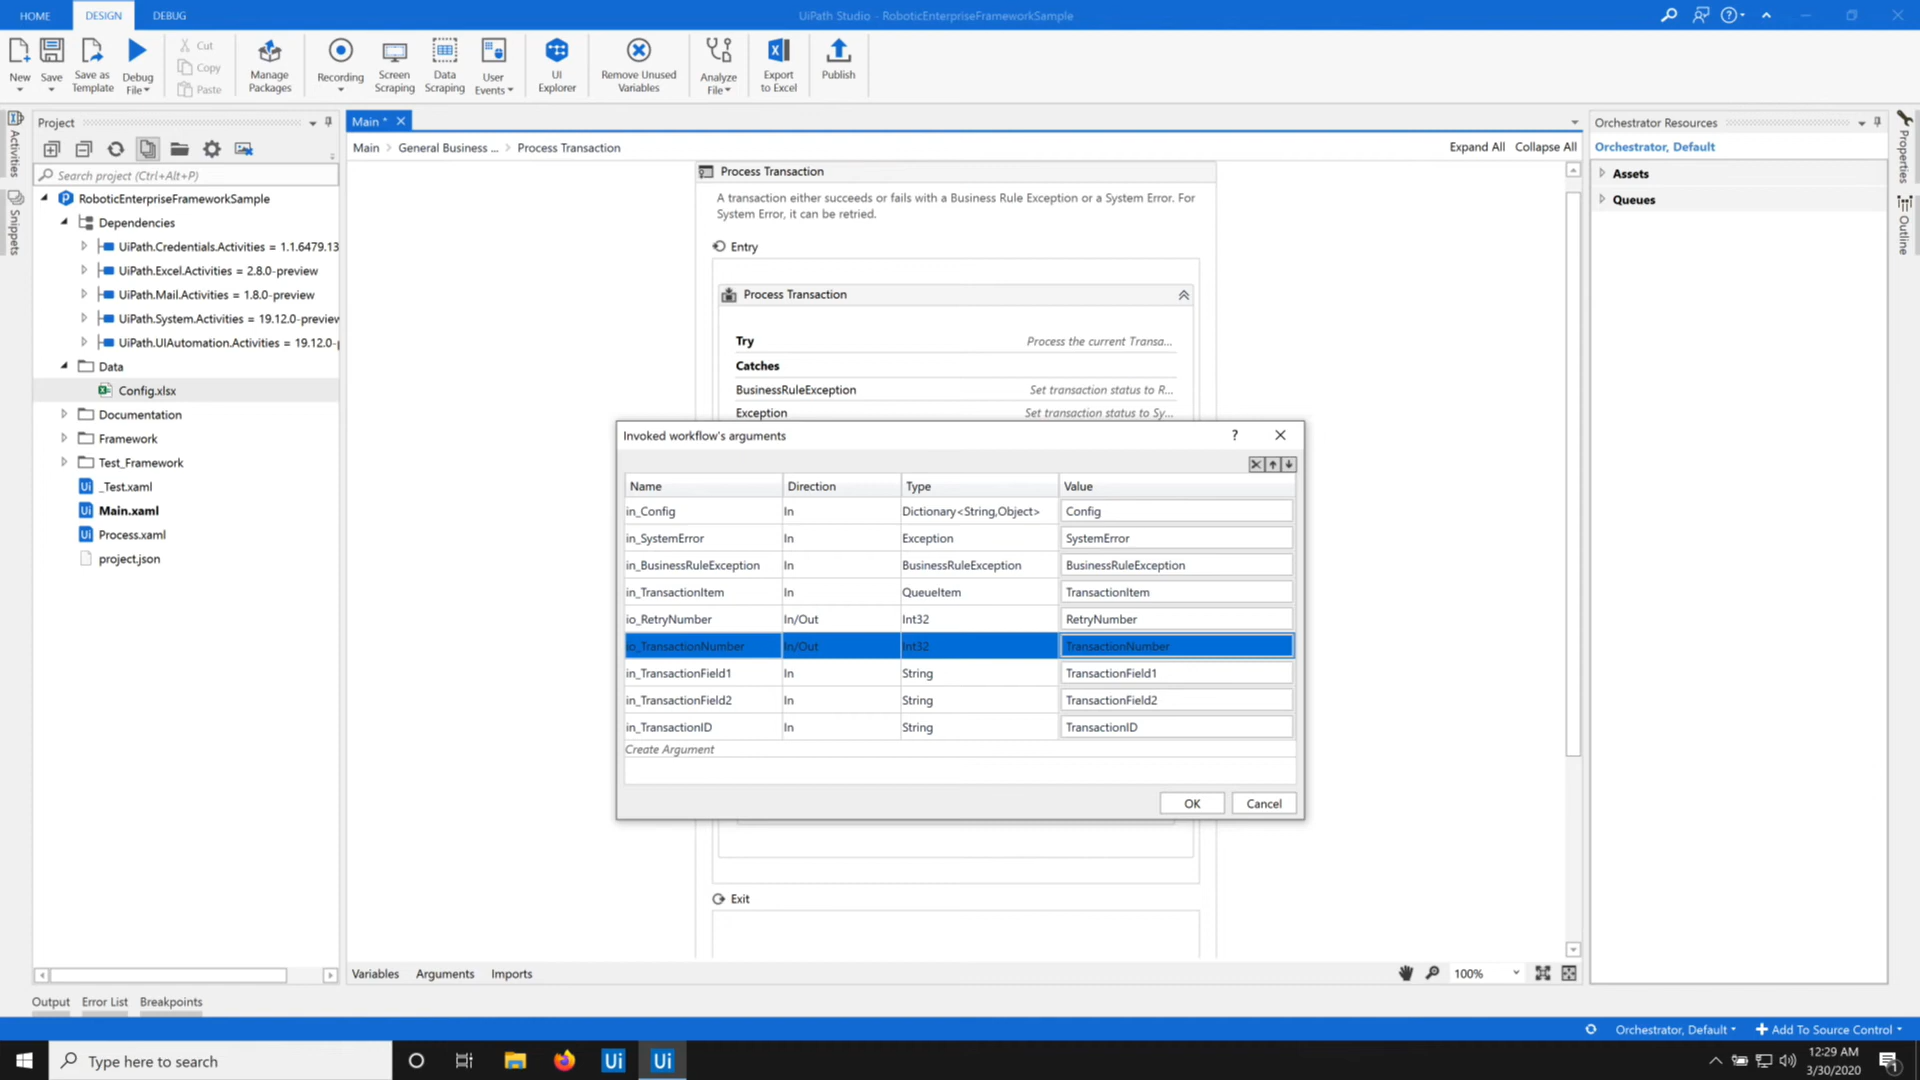 HOME
DESIGN
DEBUG
UiPath Studio - RoboticEnterpriseFrameworkSample
New
Save
Save as Template
Debug File
Cut
Copy
Paste
Manage Packages
Recording
Screen Scraping
Data Scraping
User Events
UI Explorer
Remove Unused Variables
Analyze File
Export to Excel
Publish
Activities
Snippets
Project
Search project (Ctrl+Alt+P)
RoboticEnterpriseFrameworkSample
Dependencies
UiPath.Credentials.Activities = 1.1.6479.13
UiPath.Excel.Activities = 2.8.0-preview
UiPath.Mail.Activities = 1.8.0-preview
UiPath.System.Activities = 19.12.0-preview
UiPath.UIAutomation.Activities = 19.12.0-
Data
Config.xlsx
Documentation
Framework
Test_Framework
_Test.xaml
Main.xaml
Process.xaml
project.json
Main *
Main > General Business ... > Process Transaction
Expand All Collapse All
Process Transaction
A transaction either succeeds or fails with a Business Rule Exception or a System Error. For
System Error, it can be retried.
Entry
Process Transaction
Try Process the current Transa...
Catches
BusinessRuleException Set transaction status to R...
Exception Set transaction status to Sy...
Invoked workflow's arguments ?
Name Direction Type Value
in_Config In Dictionary<String,Object> Config
in_SystemError In Exception SystemError
in_BusinessRuleException In BusinessRuleException BusinessRuleException
in_TransactionItem In QueueItem TransactionItem
io_RetryNumber In/Out Int32 RetryNumber
io_TransactionNumber In/Out Int32 TransactionNumber
in_TransactionField1 In String TransactionField1
in_TransactionField2 In String TransactionField2
in_TransactionID In String TransactionID
Create Argument
OK Cancel
Exit
Variables Arguments Imports
100%
Orchestrator Resources
Orchestrator, Default
Assets
Queues
Properties
Outline
Output Error List Breakpoints
Orchestrator, Default Add To Source Control
Type here to search
Ui
Ui
12:29 AM
3/30/2020
1